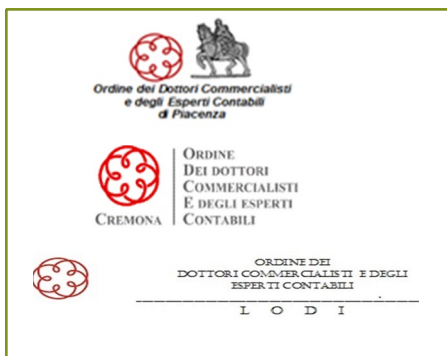 Ordine dei Dottori Commercialisti
e degli Esperti Contabili
di Piacenza
ORDINE
DEI DOTTORI
COMMERCIALISTI
E DEGLI ESPERTI
CREMONA CONTABILI
ORDINE DEI
DOTTORI COMMERCIALISTI E DEGLI
ESPERTI CONTABILI
L O D I